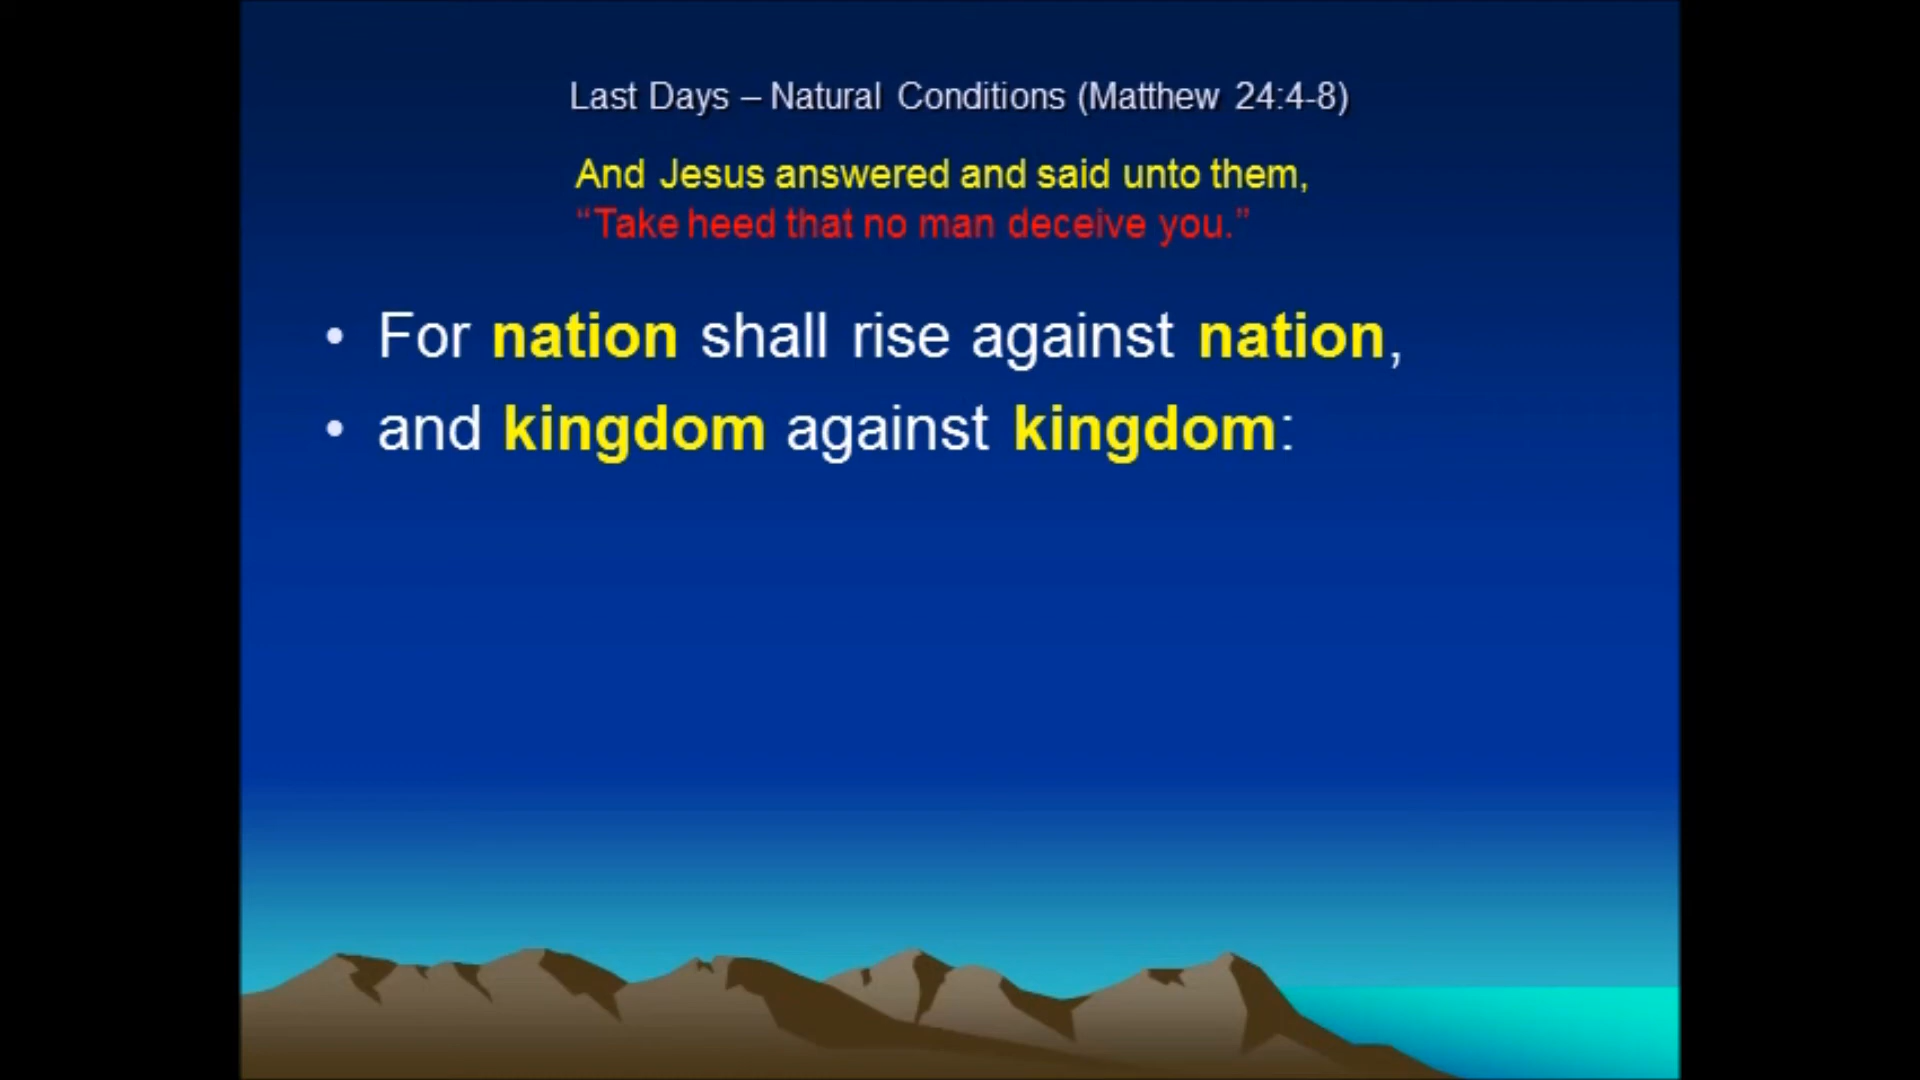 Last Days – Natural Conditions (Matthew 24:4-8)
And Jesus answered and said unto them,
“Take heed that no man deceive you.”
• For nation shall rise against nation,
• and kingdom against kingdom: